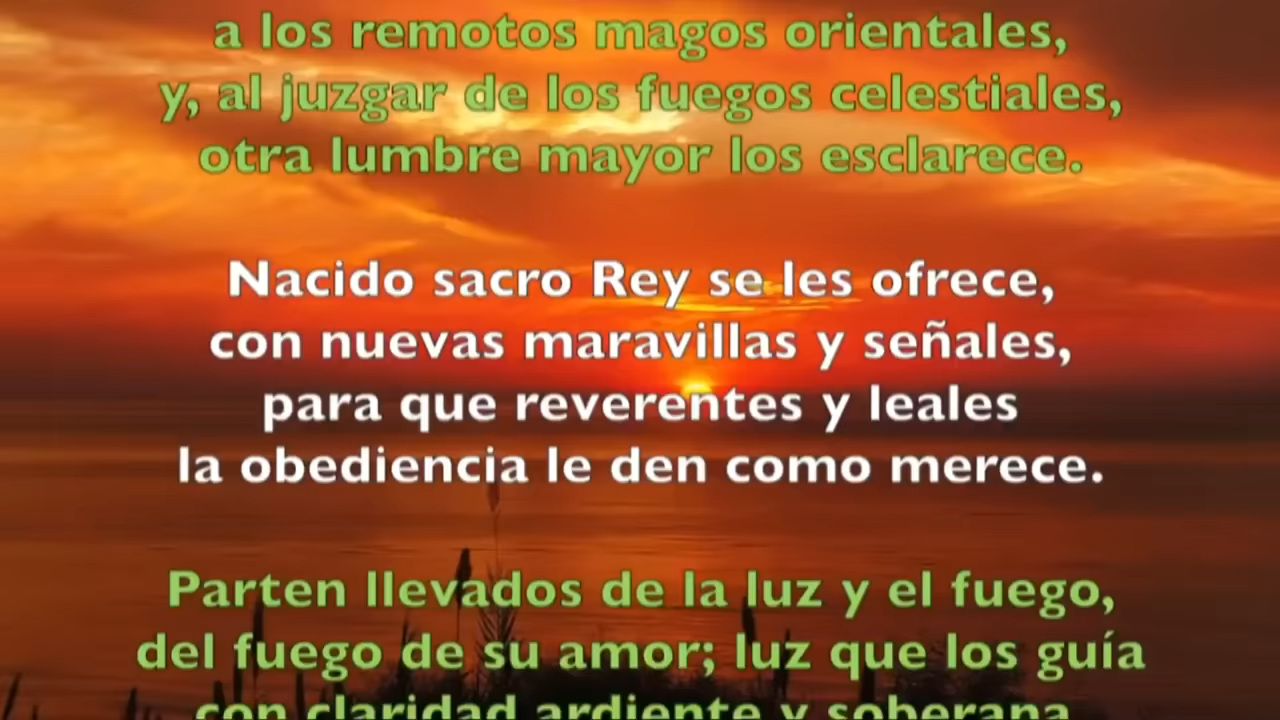 a los remotos magos orientales,
y, al juzgar de los fuegos celestiales,
otra lumbre mayor los esclarece.
Nacido sacro Rey se les ofrece,
con nuevas maravillas y señales,
para que reverentes y leales
la obediencia le den como merece.
Parten llevados de la luz y el fuego,
del fuego de su amor; luz que los guía
con claridad ardiente y soberana